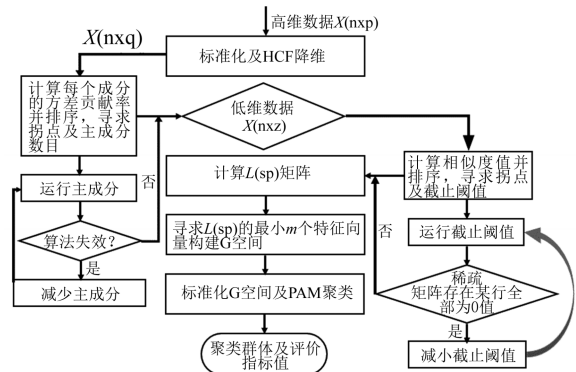 高维数据X(nxp)
X(nxq)
标准化及HCF降维
计算每个成分
的方差贡献率
并排序，寻求
拐点及主成分
数目
低维数据
X(nxz)
运行主成分
否
算法失效?
是
减少主成分
计算L(sp)矩阵
寻求L(sp)的最小m个特征向
量构建G空间
标准化G空间及PAM聚类
聚类群体及评价
指标值
计算相似度值并
排序，寻求拐点
及截止阈值
否
运行截止阈值
稀疏
矩阵存在某行全
部为0值
是
减小截止阈值